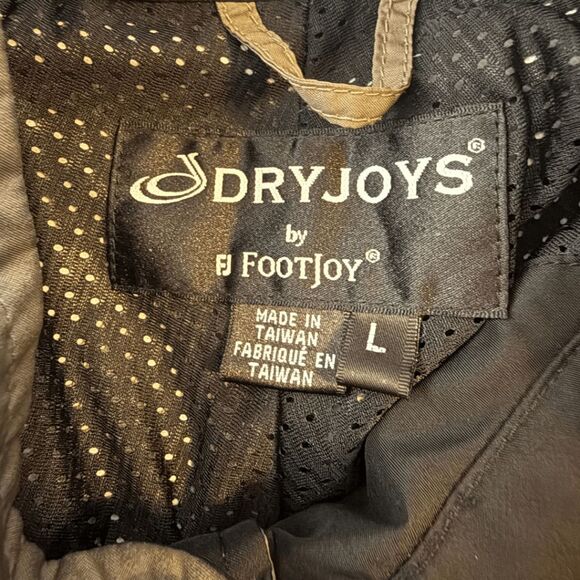 DRYJOYS®
by
FJ FOOTJOY®
MADE IN
TAIWAN
FABRIQUÉ EN
TAIWAN
L